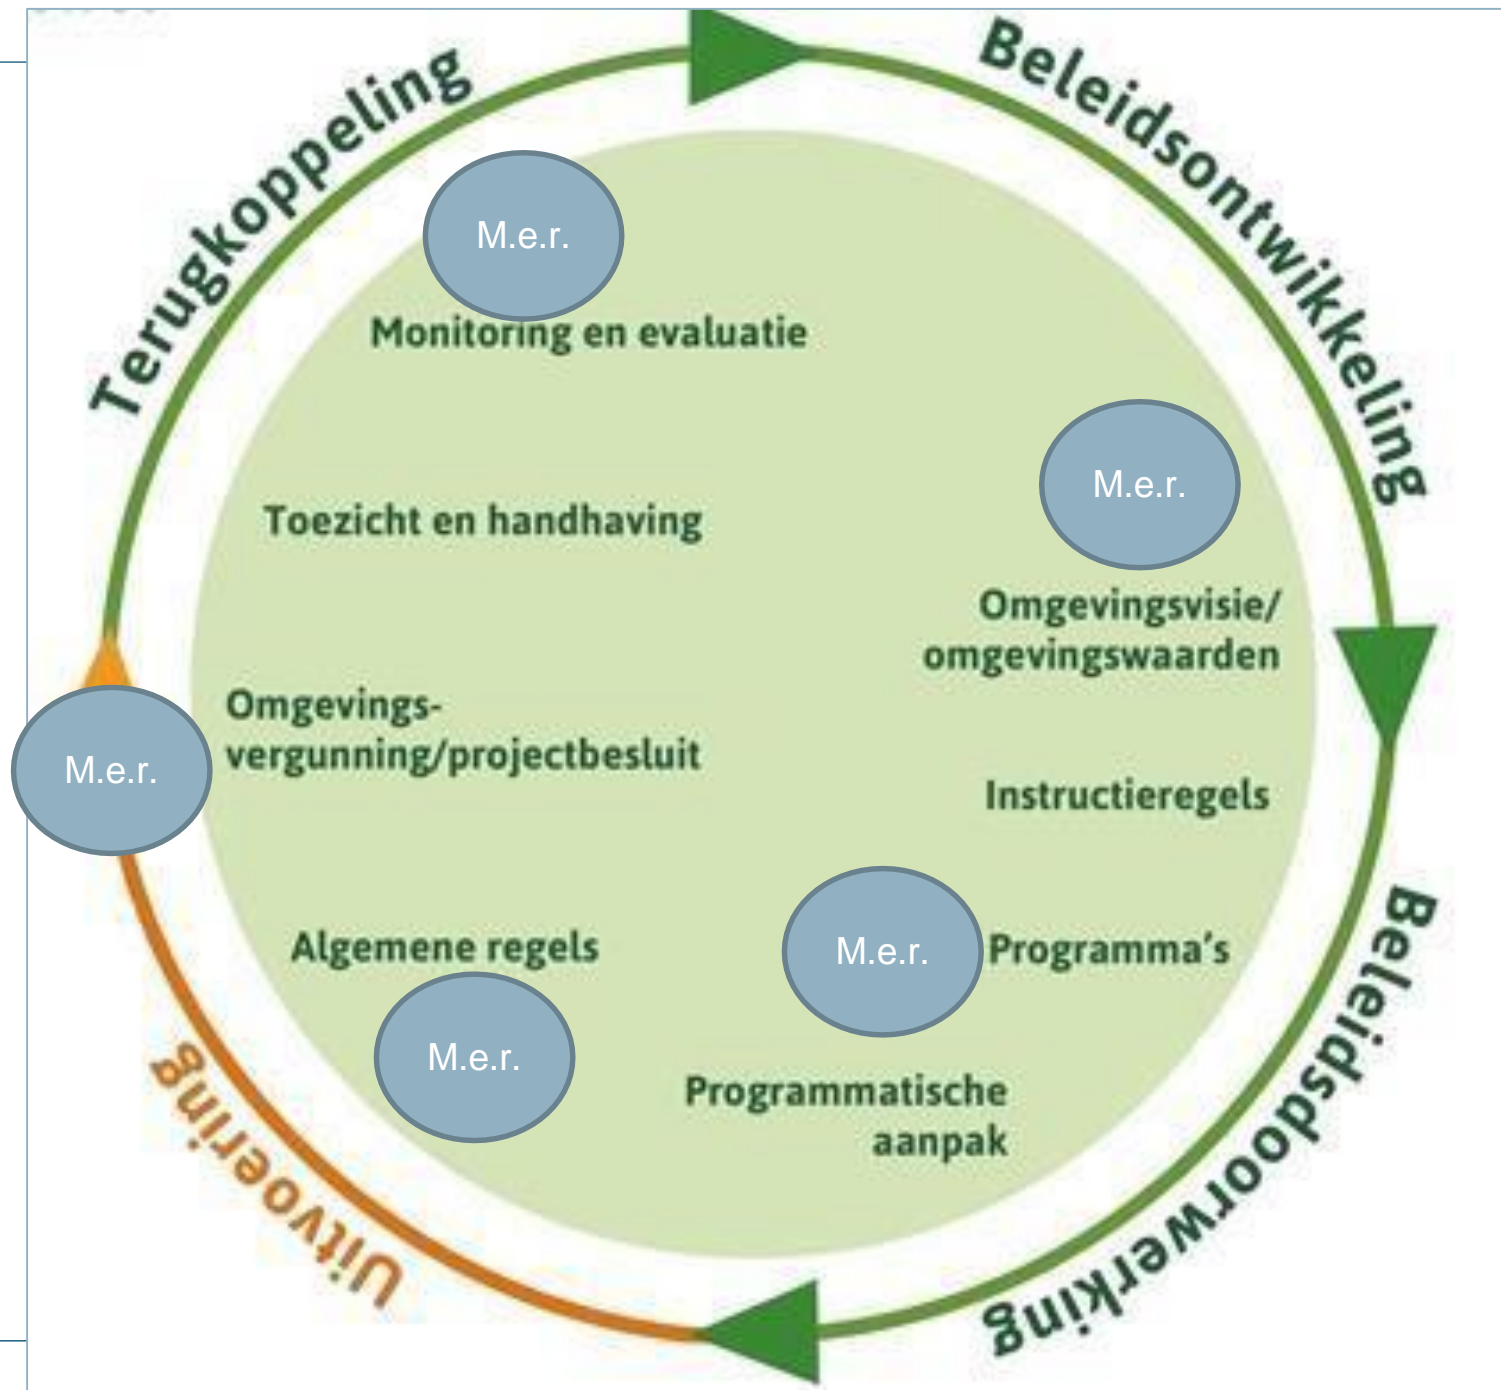 Terugkoppeling
Beleidsontwikkeling
M.e.r.
Monitoring en evaluatie
M.e.r.
Toezicht en handhaving
Omgevingsvisie/
omgevingswaarden
Omgevings-
vergunning/projectbesluit
M.e.r.
Instructieregels
Algemene regels
M.e.r.
Programma's
M.e.r.
Programmatische
aanpak
Beleidsdoorwerking
Uitvoering